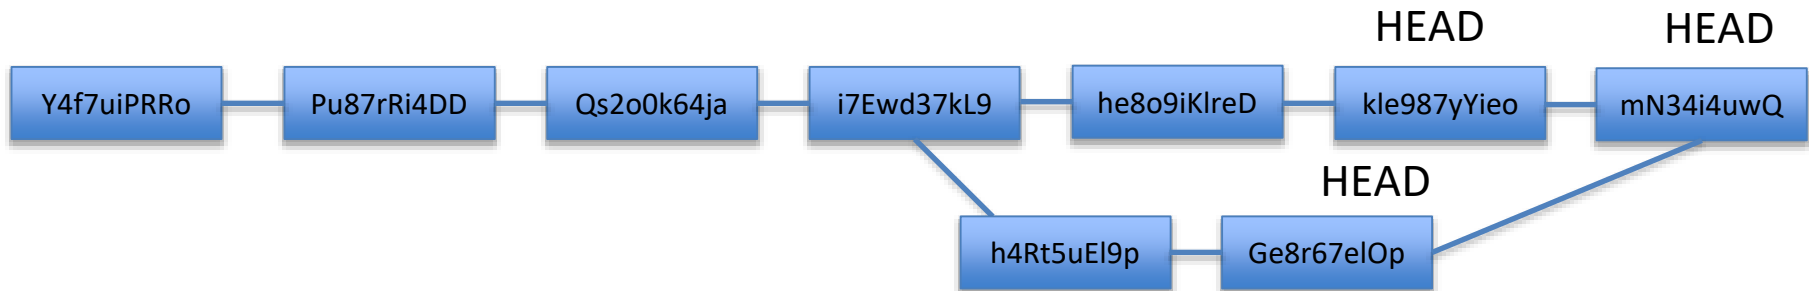 HEAD
HEAD
Y4f7uiPRRo
Pu87rRi4DD
Qs2o0k64ja
i7Ewd37kL9
he8o9iKlreD
kle987yYieo
mN34i4uwQ
HEAD
h4Rt5uEl9p
Ge8r67elOp